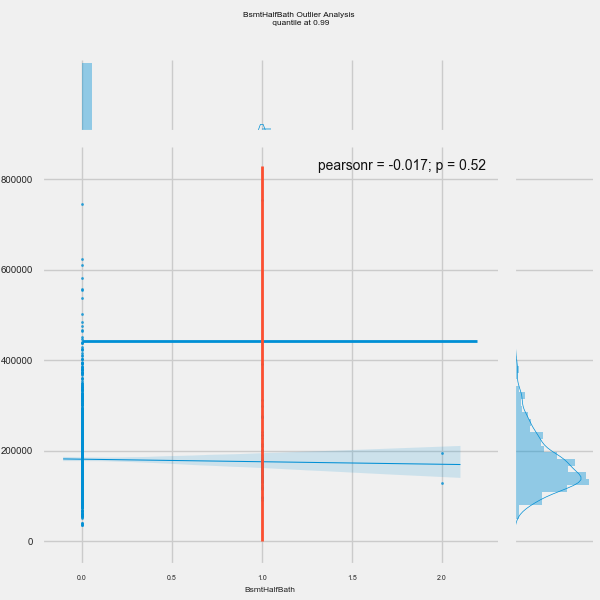 BsmtHalfBath Outlier Analysis
quantile at 0.99
pearsonr = -0.017; p = 0.52
800000
600000
400000
200000
0
0.0 0.5 1.0 1.5 2.0
BsmtHalfBath